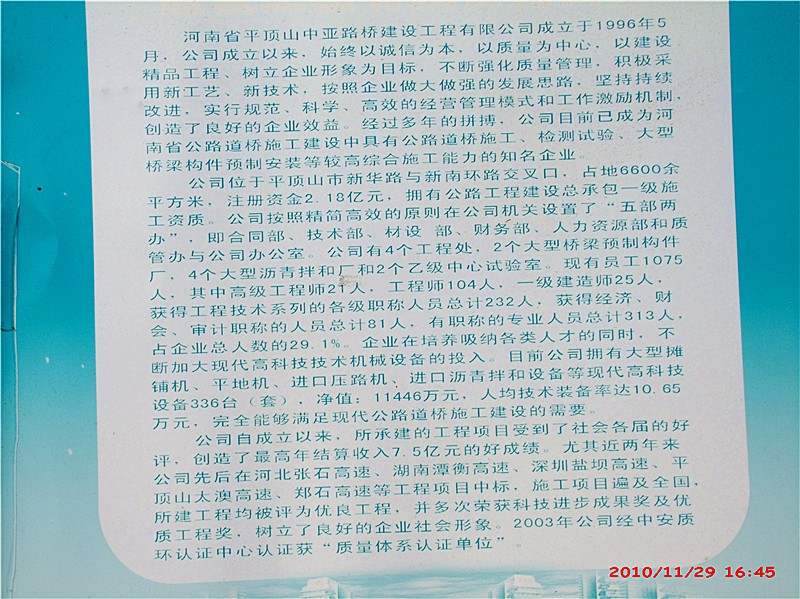 河南省平顶山中亚路桥建设工程有限公司成立于1996年5
月，公司成立以来，始终以诚信为本，以质量为中心，以建设
精品工程、树立企业形象为目标，不断强化质量管理，积极采
用新工艺、新技术，按照企业做大做强的发展思路，坚持持续
改进，实行规范、科学、高效的经营管理模式和工作激励机制，
创造了良好的企业效益。经过多年的拼搏，公司目前已成为河
南省公路道桥施工建设中具有公路道桥施工、检测试验、大型
桥梁构件预制安装等较高综合施工能力的知名企业。
公司位于平顶山市新华路与新南环路交叉口，占地6600余
平方米，注册资金2.18亿元，拥有公路工程建设总承包一级施
工资质。公司按照精简高效的原则在公司机关设置了“五部两
办”，即合同部、技术部、材设 部、财务部、人力资源部和质
管办与公司办公室。公司有4个工程处，2个大型桥梁预制构件
厂，4个大型沥青拌和厂和2个乙级中心试验室。现有员工1075
人，其中高级工程师21人，工程师104人，一级建造师25人，
获得工程技术系列的各级职称人员总计232人，获得经济、财
会、审计职称的人员总计81人，有职称的专业人员总计313人，
占企业总人数的29.1%。企业在培养吸纳各类人才的同时，不
断加大现代高科技技术机械设备的投入。目前公司拥有大型摊
铺机、平地机、进口压路机、进口沥青拌和设备等现代高科技
设备336台（套），净值：11446万元，人均技术装备率达10.65
万元，完全能够满足现代公路道桥施工建设的需要。
公司自成立以来，所承建的工程项目受到了社会各届的好
评，创造了最高年结算收入7.5亿元的好成绩。尤其近两年来
公司先后在河北张石高速、湖南潭衡高速、深圳盐坝高速、平
顶山太澳高速、郑石高速等工程项目中标，施工项目遍及全国，
所建工程均被评为优良工程，并多次荣获科技进步成果奖及优
质工程奖，树立了良好的企业社会形象。2003年公司经中安质
环认证中心认证获“质量体系认证单位”。
2010/11/29 16:45